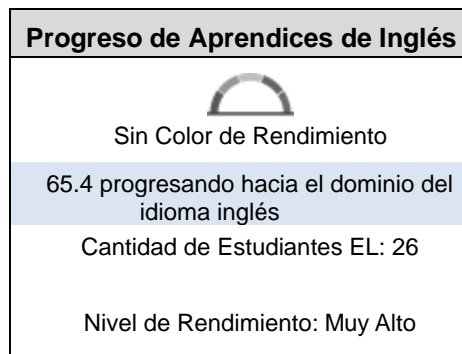 Progreso de Aprendices de Inglés
Sin Color de Rendimiento
65.4 progresando hacia el dominio del
idioma inglés
Cantidad de Estudiantes EL: 26
Nivel de Rendimiento: Muy Alto